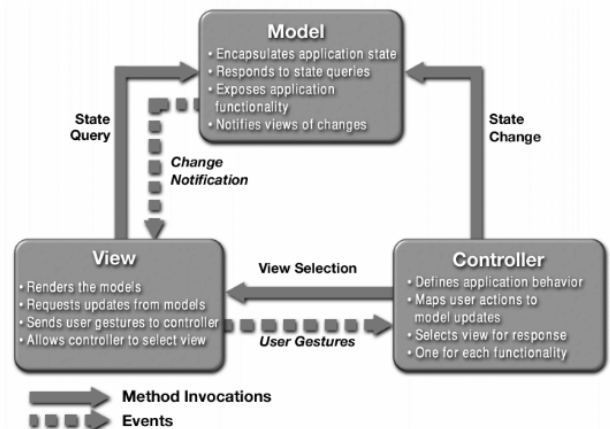 Model
• Encapsulates application state
• Responds to state queries
• Exposes application
functionality
• Notifies views of changes
State
Query
Change
Notification
State
Change
View
• Renders the models
• Requests updates from models
• Sends user gestures to controller
• Allows controller to select view
View Selection
User Gestures
Controller
• Defines application behavior
• Maps user actions to
model updates
• Selects view for response
• One for each functionality
Method Invocations
Events